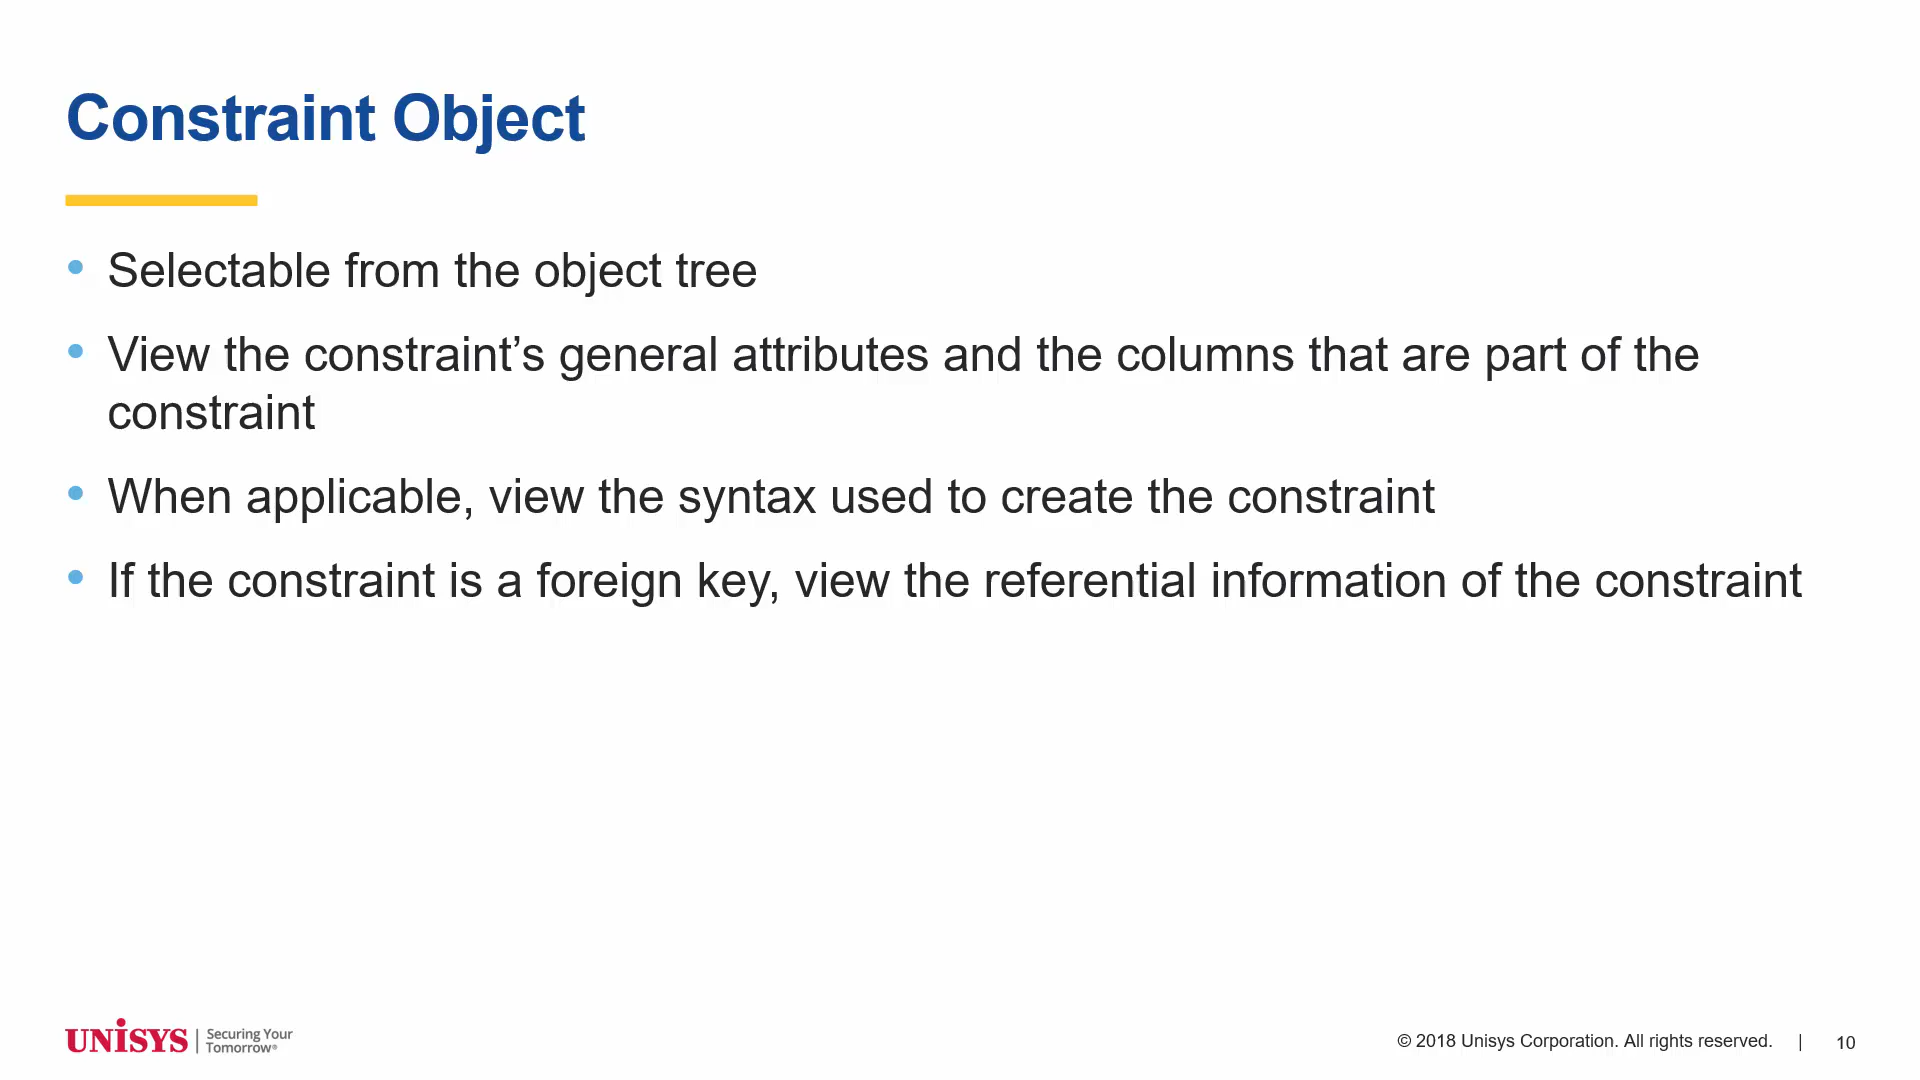 Constraint Object
• Selectable from the object tree
• View the constraint’s general attributes and the columns that are part of the
constraint
• When applicable, view the syntax used to create the constraint
• If the constraint is a foreign key, view the referential information of the constraint
UNiSYS | Securing Your
Tomorrow®
© 2018 Unisys Corporation. All rights reserved. | 10